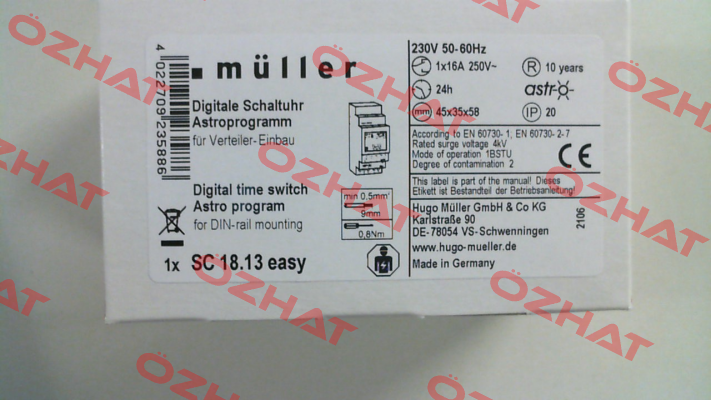 müller
Digitale Schaltuhr
Astroprogramm
für Verteiler-Einbau
Digital time switch
Astro program
for DIN-rail mounting
1x SC 18.13 easy
4 022709 235886
min 0.5mm²
9mm
0,8Nm
230V 50-60Hz
1x16A 250V~
R 10 years
24h
astro
mm 45x35x58
IP 20
According to EN 60730- 1; EN 60730- 2-7
Rated surge voltage 4kV
Mode of operation 1BSTU
Degree of contamination 2
CE
This label is part of the manual! Dieses
Etikett ist Bestandteil der Betriebsanleitung!
Hugo Müller GmbH & Co KG
Karlstraße 90
DE-78054 VS-Schwenningen
www.hugo-mueller.de
Made in Germany
2106
ÖZHAT
ÖZHAT
ÖZHAT
ÖZHAT
ÖZHAT
ÖZHAT
ÖZHAT
ÖZHAT
ÖZHAT
ÖZHAT
ÖZHAT